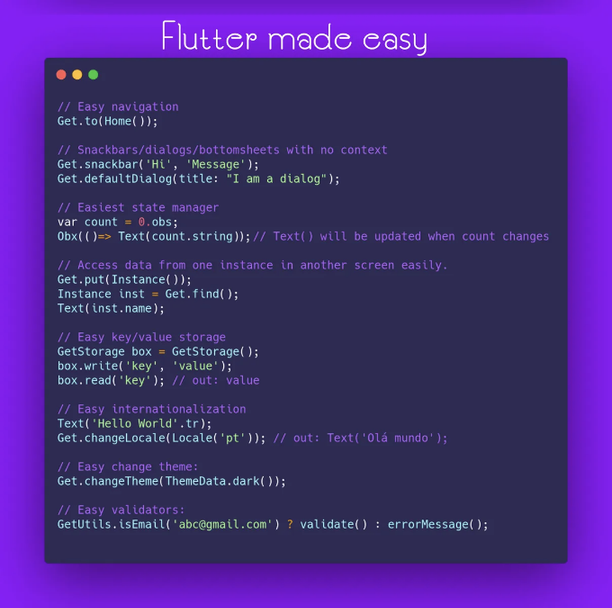 Flutter made easy
// Easy navigation
Get.to(Home());
// Snackbars/dialogs/bottomsheets with no context
Get.snackbar('Hi', 'Message');
Get.defaultDialog(title: "I am a dialog");
// Easiest state manager
var count = 0.obs;
Obx(()=> Text(count.string));// Text() will be updated when count changes
// Access data from one instance in another screen easily.
Get.put(Instance());
Instance inst = Get.find();
Text(inst.name);
// Easy key/value storage
GetStorage box = GetStorage();
box.write('key', 'value');
box.read('key'); // out: value
// Easy internationalization
Text('Hello World'.tr);
Get.changeLocale(Locale('pt')); // out: Text('Olá mundo');
// Easy change theme:
Get.changeTheme(ThemeData.dark());
// Easy validators:
GetUtils.isEmail('abc@gmail.com') ? validate() : errorMessage();